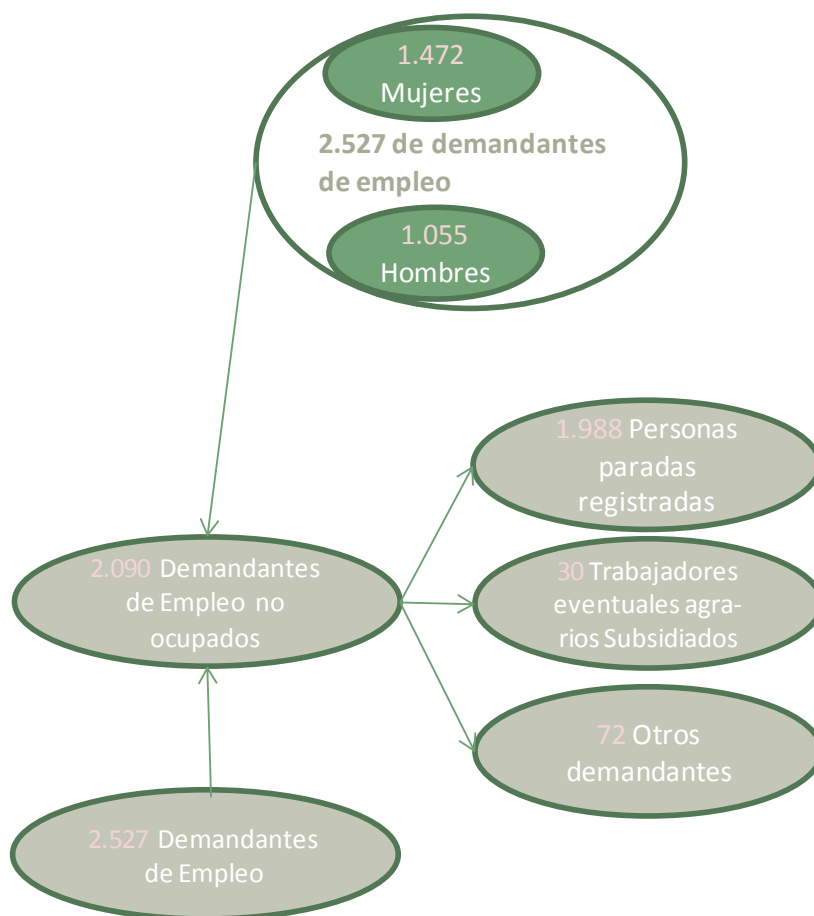 1.472
Mujeres
2.527 de demandantes
de empleo
1.055
Hombres
1.988 Personas
paradas
registradas
2.090 Demandantes
de Empleo no
ocupados
30 Trabajadores
eventuales agra-
rios Subsidiados
72 Otros
demandantes
2.527 Demandantes
de Empleo